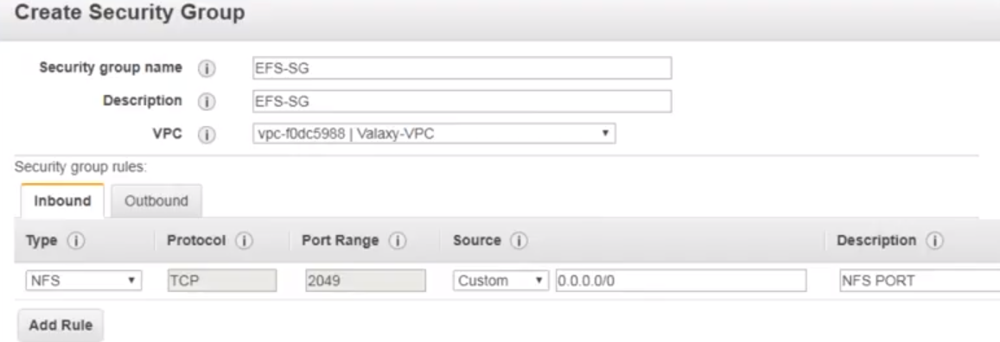 Create Security Group
Security group name i EFS-SG
Description i EFS-SG
VPC i vpc-f0dc5988 | Valaxy-VPC
Security group rules:
Inbound Outbound
Type i Protocol i Port Range i Source i Description i
NFS TCP 2049 Custom 0.0.0.0/0 NFS PORT
Add Rule